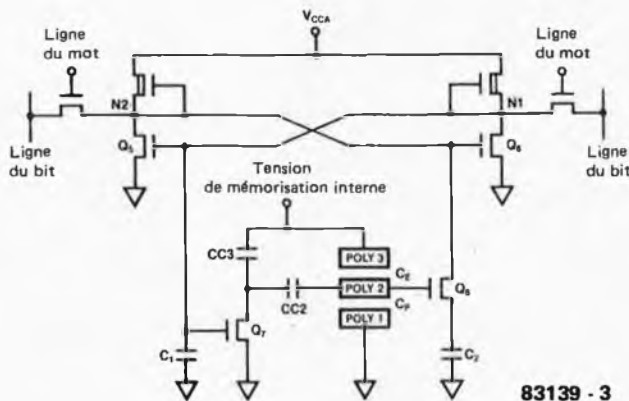 VCCA
Ligne
du mot
Ligne
du mot
N2
N1
Q5
Q6
Ligne
du bit
Ligne
du bit
Tension
de mémorisation interne
CC3
POLY 3
CE
CC2
POLY 2
Q8
CP
POLY 1
Q7
C1
C2
83139 - 3